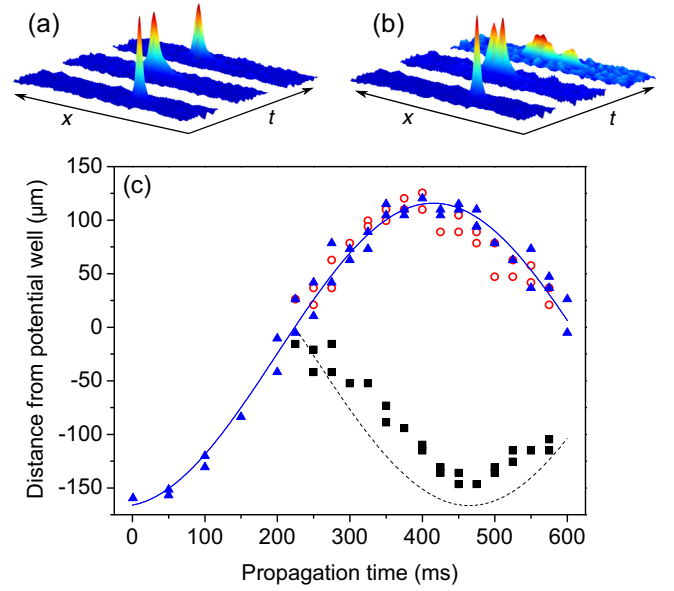 (a)
(b)
x
t
x
t
(c)
150
100
50
0
-50
-100
-150
Distance from potential well (μm)
0
100
200
300
400
500
600
Propagation time (ms)